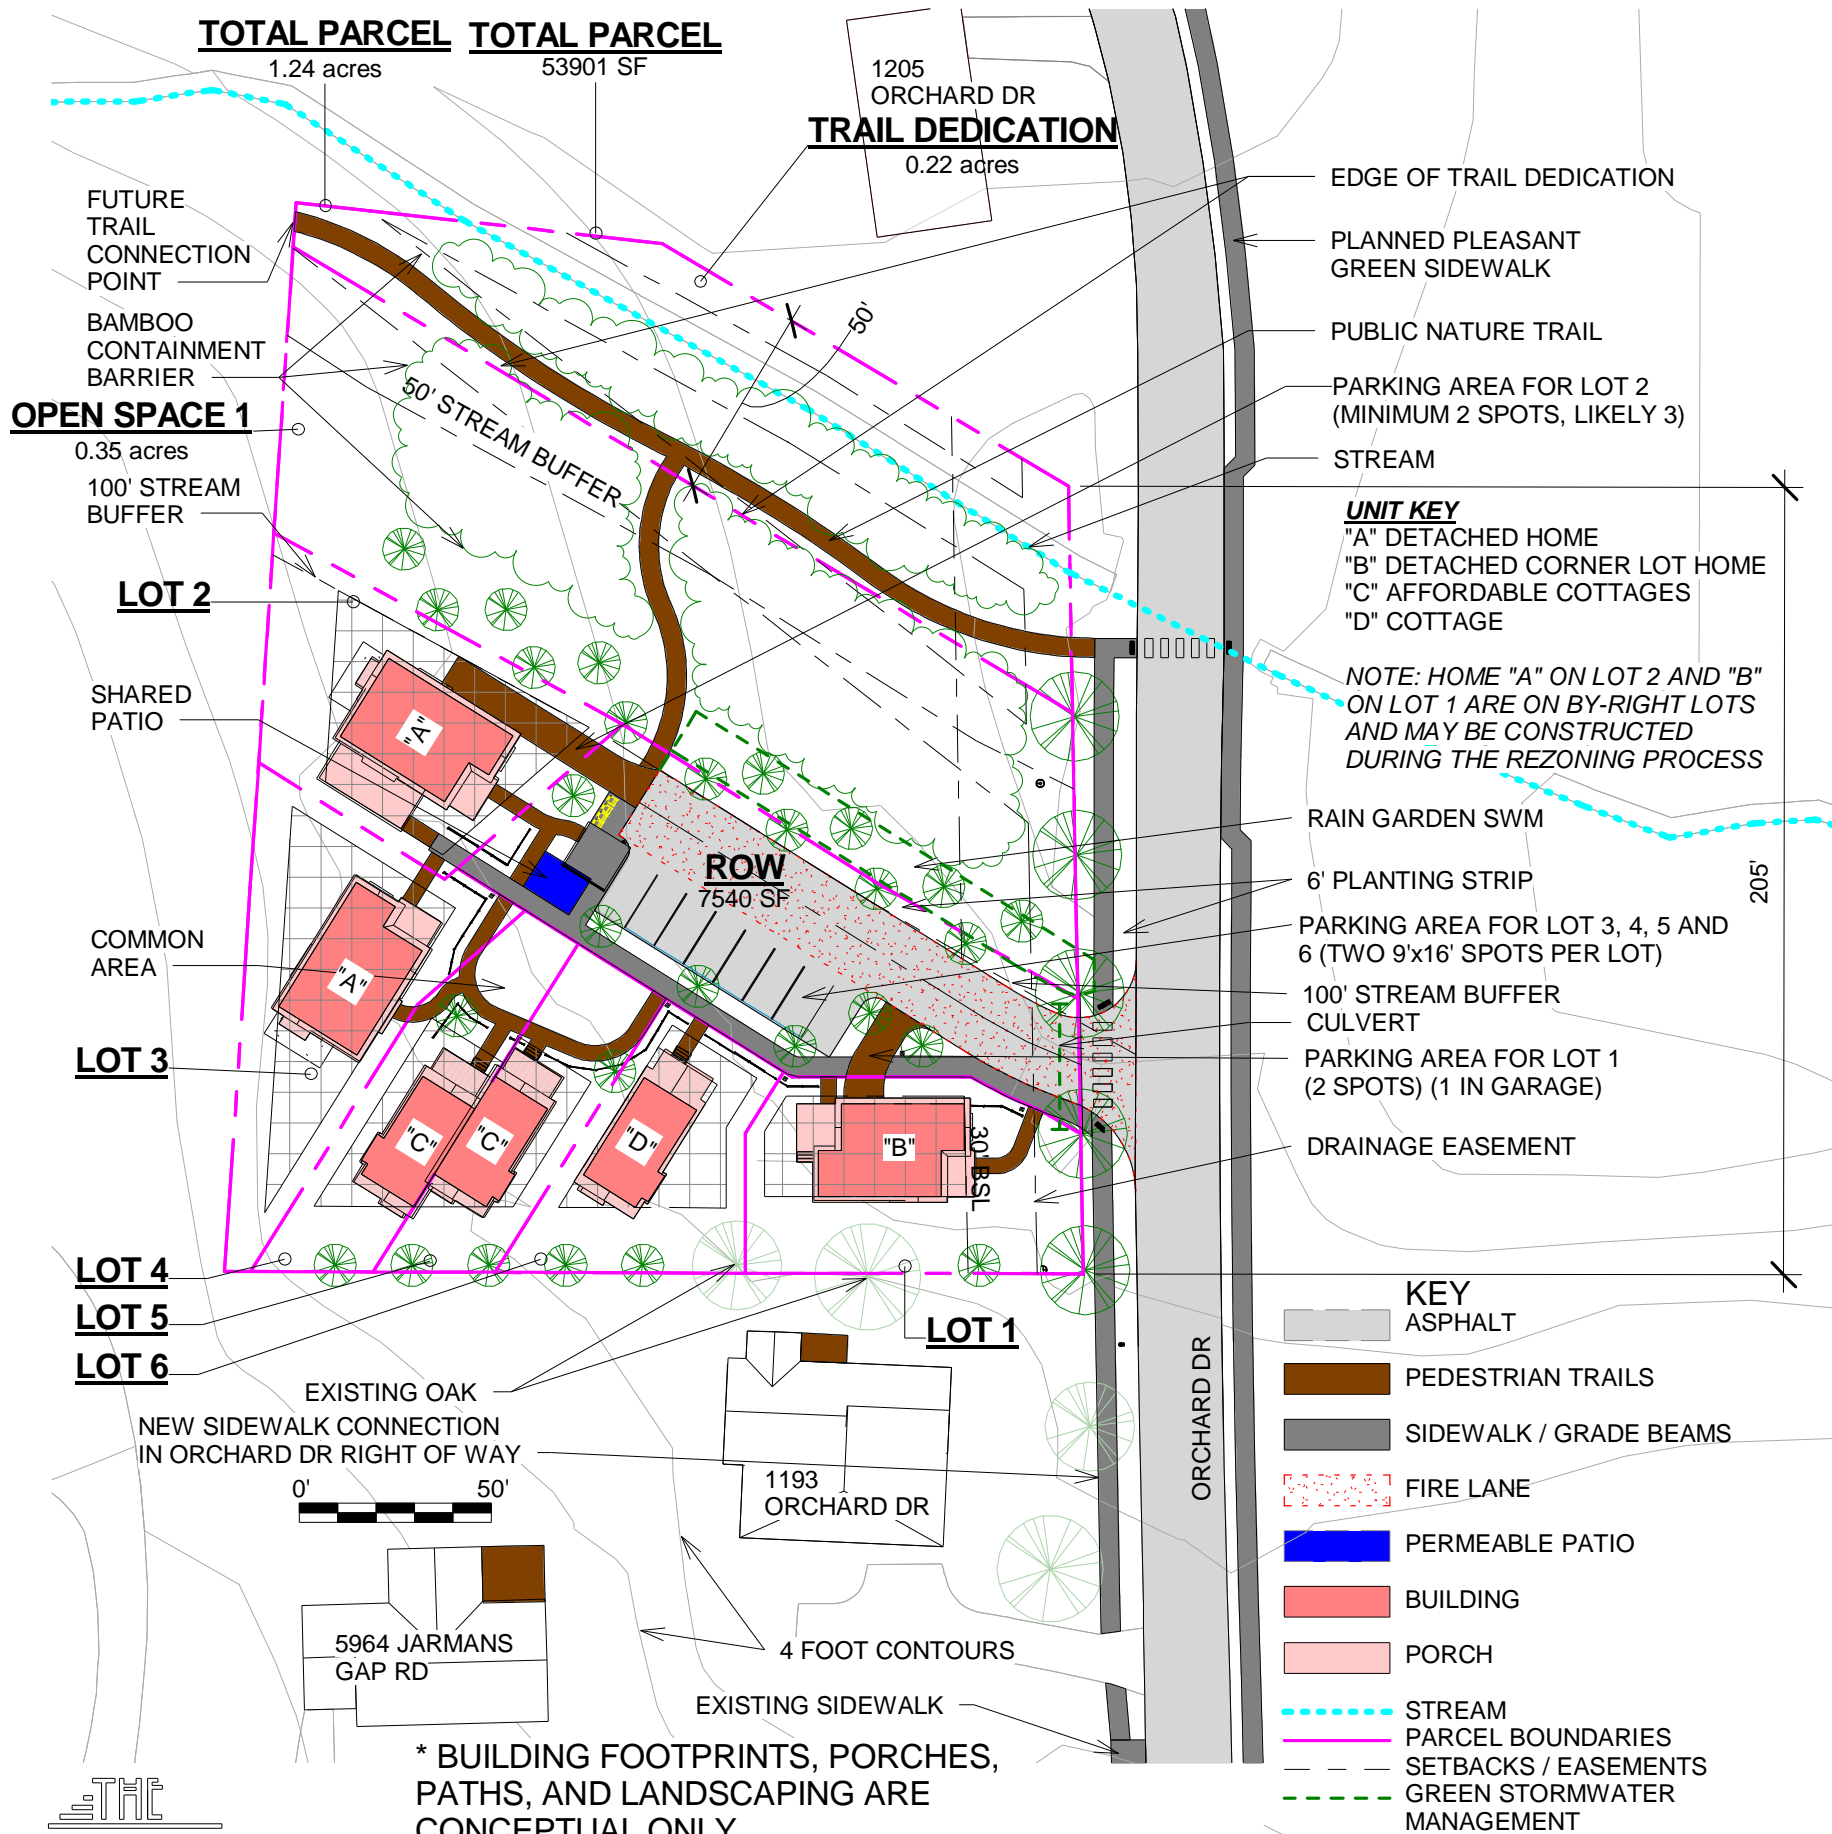 TOTAL PARCEL
1.24 acres
TOTAL PARCEL
53901 SF
1205
ORCHARD DR
TRAIL DEDICATION
0.22 acres
FUTURE
TRAIL
CONNECTION
POINT
BAMBOO
CONTAINMENT
BARRIER
OPEN SPACE 1
0.35 acres
100' STREAM
BUFFER
LOT 2
SHARED
PATIO
COMMON
AREA
LOT 3
LOT 4
LOT 5
LOT 6
EXISTING OAK
NEW SIDEWALK CONNECTION
IN ORCHARD DR RIGHT OF WAY
0' 50'
5964 JARMANS
GAP RD
50'
50' STREAM BUFFER
"A"
"A"
"C"
"C"
"D"
"B"
30' BSL
ROW
7540 SF
LOT 1
1193
ORCHARD DR
4 FOOT CONTOURS
EXISTING SIDEWALK
ORCHARD DR
EDGE OF TRAIL DEDICATION
PLANNED PLEASANT
GREEN SIDEWALK
PUBLIC NATURE TRAIL
PARKING AREA FOR LOT 2
(MINIMUM 2 SPOTS, LIKELY 3)
STREAM
UNIT KEY
"A" DETACHED HOME
"B" DETACHED CORNER LOT HOME
"C" AFFORDABLE COTTAGES
"D" COTTAGE
NOTE: HOME "A" ON LOT 2 AND "B"
ON LOT 1 ARE ON BY-RIGHT LOTS
AND MAY BE CONSTRUCTED
DURING THE REZONING PROCESS
RAIN GARDEN SWM
6' PLANTING STRIP
205'
PARKING AREA FOR LOT 3, 4, 5 AND
6 (TWO 9'x16' SPOTS PER LOT)
100' STREAM BUFFER
CULVERT
PARKING AREA FOR LOT 1
(2 SPOTS) (1 IN GARAGE)
DRAINAGE EASEMENT
KEY
ASPHALT
PEDESTRIAN TRAILS
SIDEWALK / GRADE BEAMS
FIRE LANE
PERMEABLE PATIO
BUILDING
PORCH
STREAM
PARCEL BOUNDARIES
SETBACKS / EASEMENTS
GREEN STORMWATER
MANAGEMENT
* BUILDING FOOTPRINTS, PORCHES,
PATHS, AND LANDSCAPING ARE
CONCEPTUAL ONLY
THE